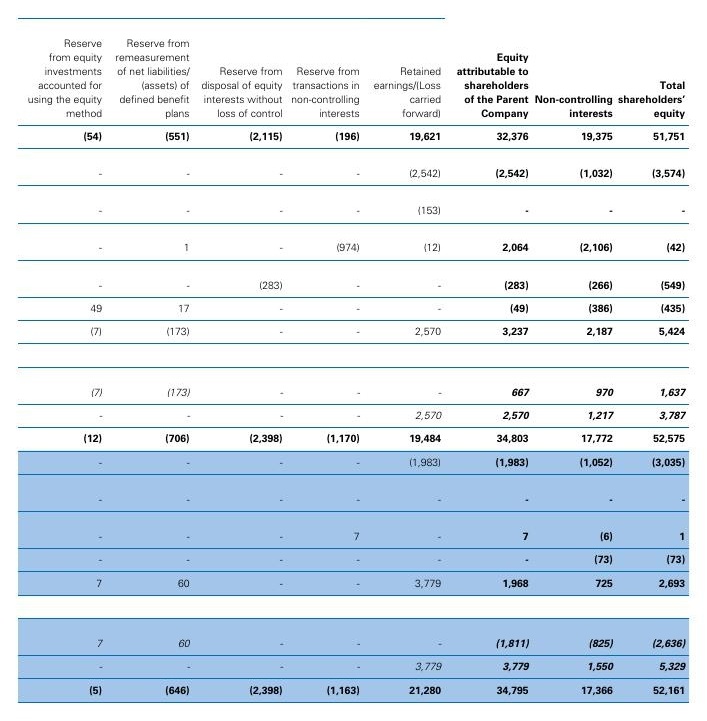 Reserve from equity investments accounted for using the equity method | Reserve from remeasurement of net liabilities/ (assets) of defined benefit plans | Reserve from disposal of equity interests without loss of control | Reserve from transactions in non-controlling interests | Retained earnings/(Loss carried forward) | Equity attributable to shareholders of the Parent Company | Non-controlling interests | Total shareholders' equity
(54) (551) (2,115) (196) 19,621 32,376 19,375 51,751
- - - - (2,542) (2,542) (1,032) (3,574)
- - - - (153) - - -
- 1 - (974) (12) 2,064 (2,106) (42)
- - (283) - - (283) (266) (549)
49 17 - - - (49) (386) (435)
(7) (173) - - 2,570 3,237 2,187 5,424
(7) (173) - - - 667 970 1,637
- - - - 2,570 2,570 1,217 3,787
(12) (706) (2,398) (1,170) 19,484 34,803 17,772 52,575
- - - - (1,983) (1,983) (1,052) (3,035)
- - - - - - - -
- - - 7 - 7 (6) 1
- - - - - - (73) (73)
7 60 - - 3,779 1,968 725 2,693
7 60 - - - (1,811) (825) (2,636)
- - - - 3,779 3,779 1,550 5,329
(5) (646) (2,398) (1,163) 21,280 34,795 17,366 52,161